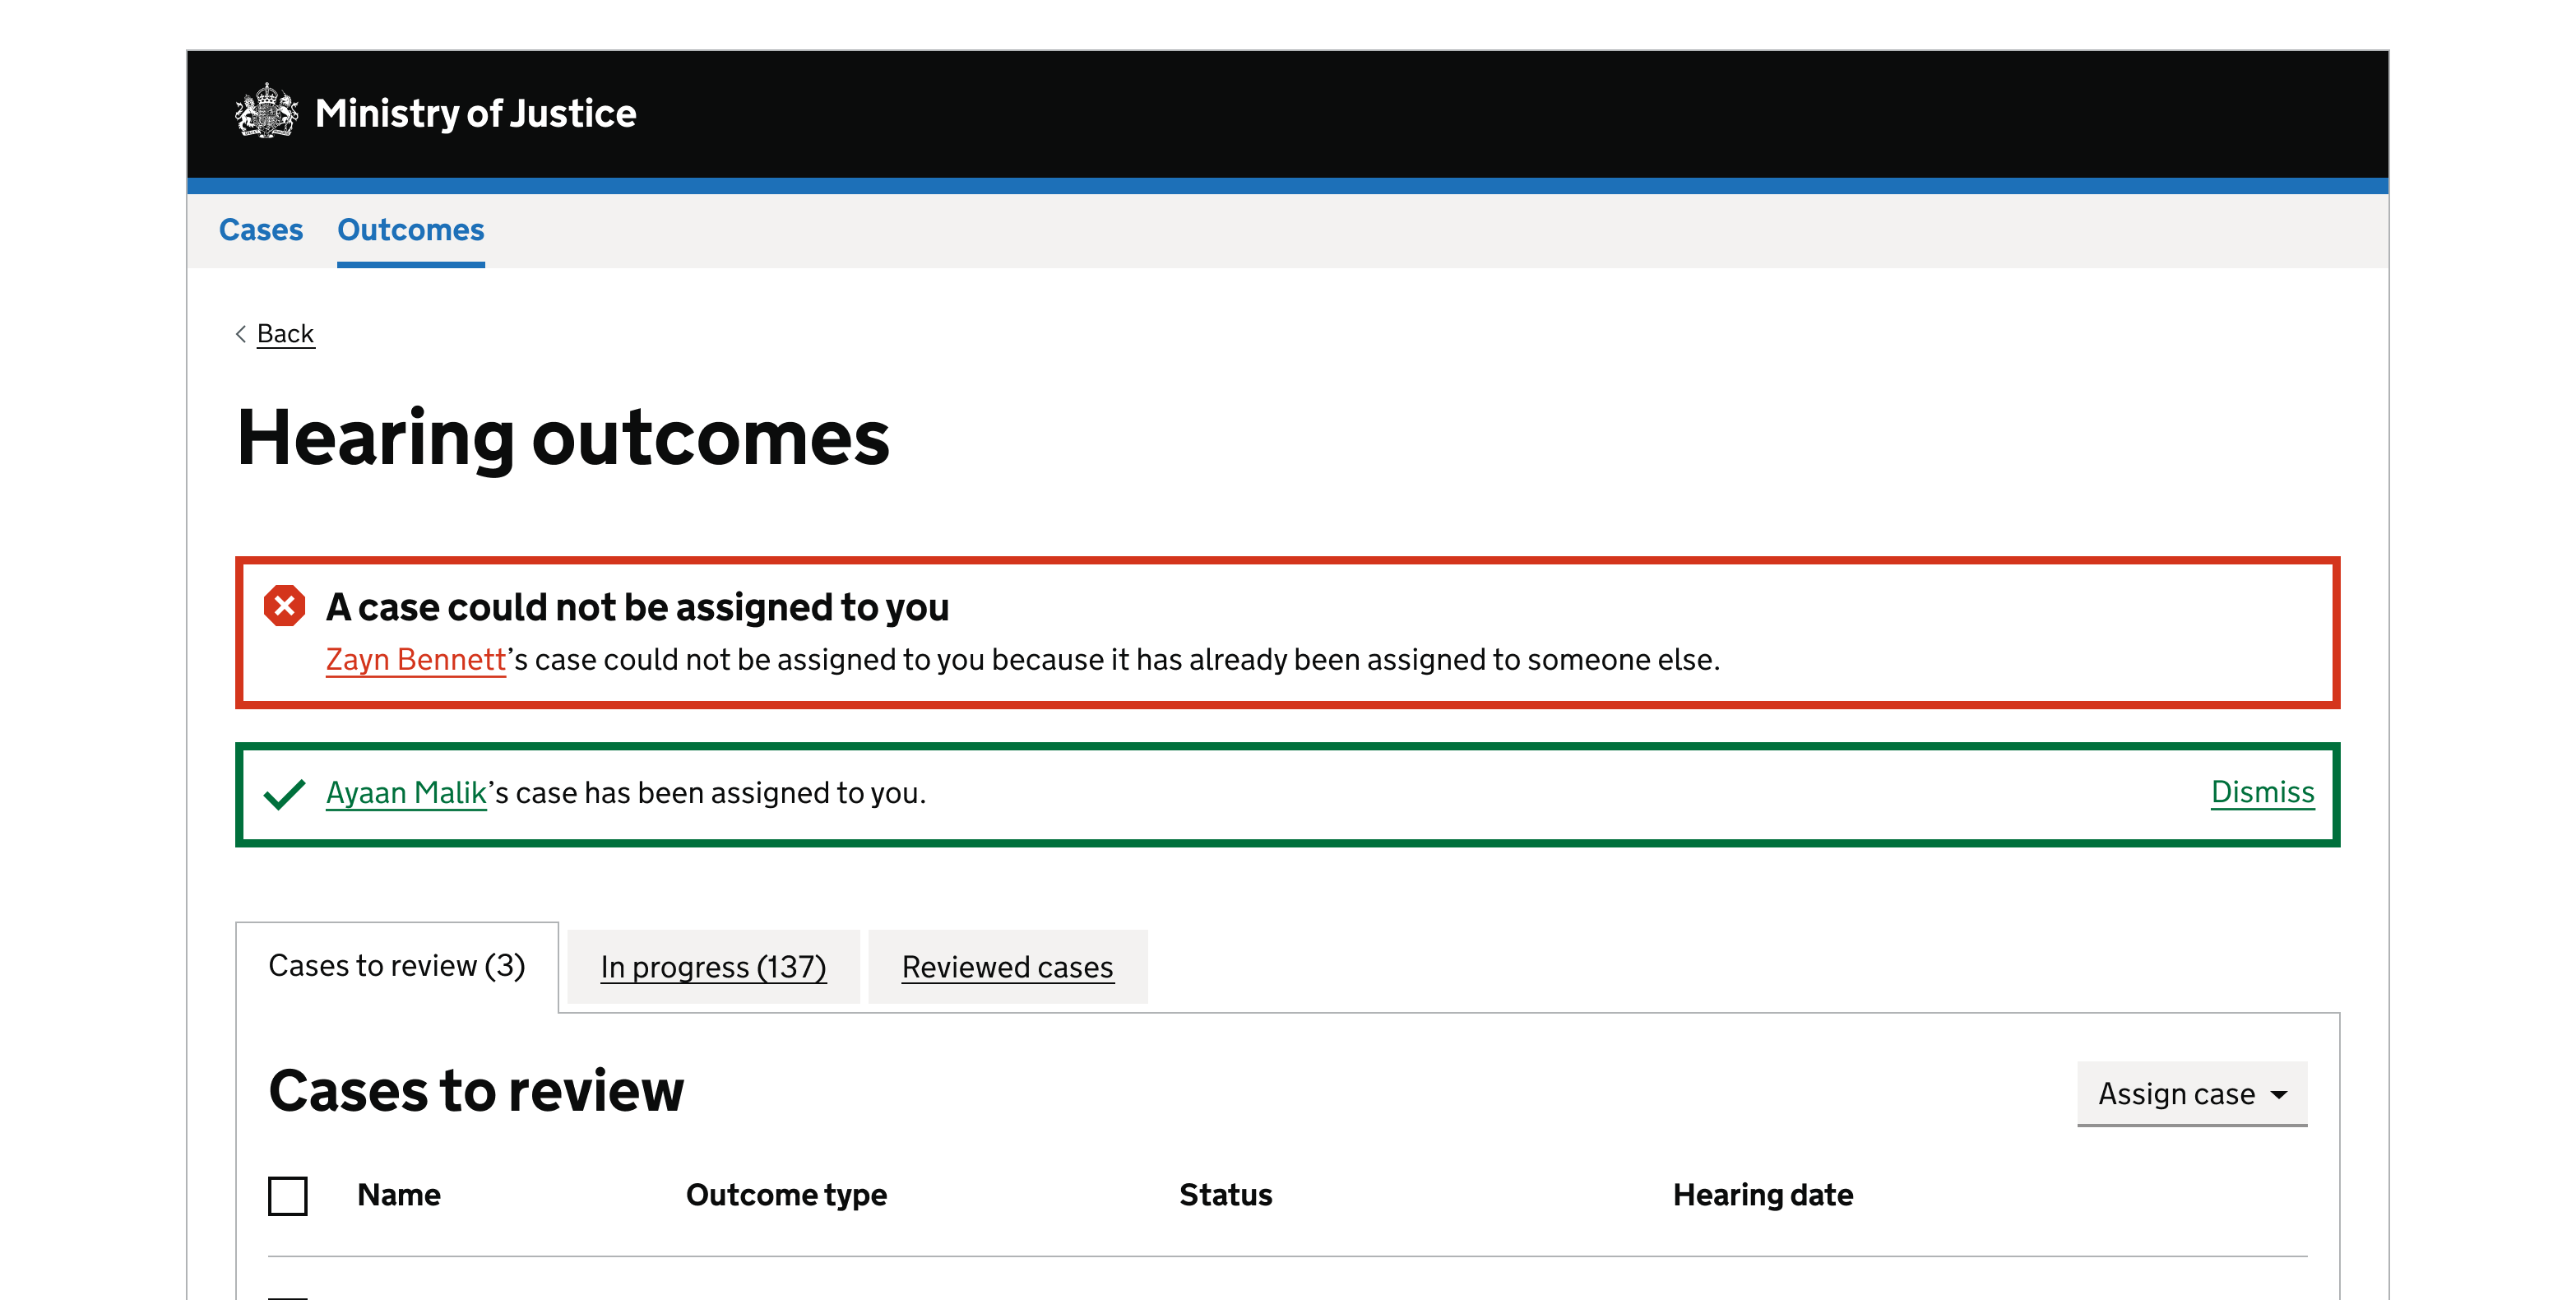 Ministry of Justice
Cases Outcomes
Back
Hearing outcomes
A case could not be assigned to you
Zayn Bennett’s case could not be assigned to you because it has already been assigned to someone else.
Ayaan Malik’s case has been assigned to you. Dismiss
Cases to review (3) In progress (137) Reviewed cases
Cases to review Assign case
Name Outcome type Status Hearing date